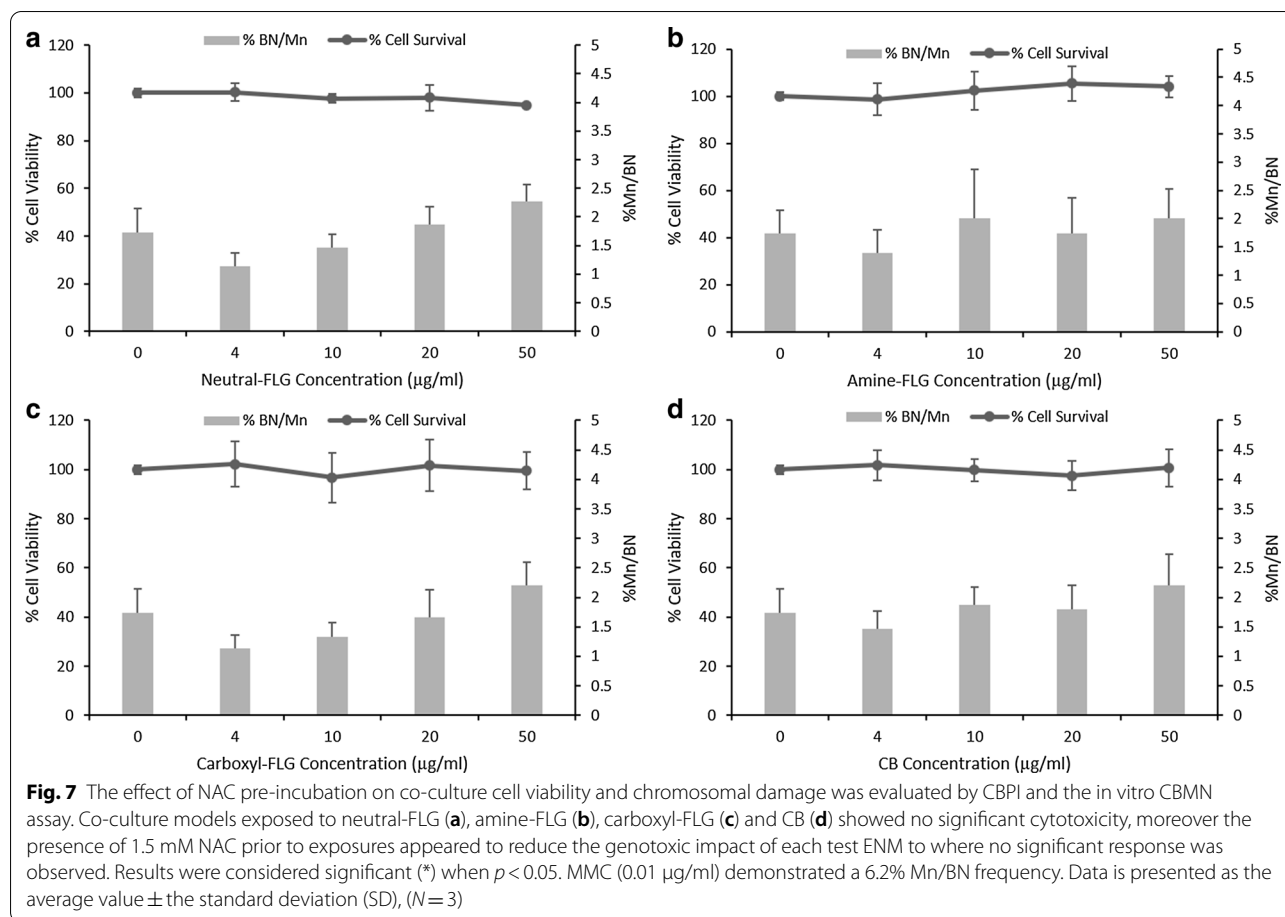 a
% BN/Mn % Cell Survival
120
100
80
60
40
20
0
% Cell Viability
5
4.5
4
3.5
3
2.5
2
1.5
1
0.5
0
%Mn/BN
0 4 10 20 50
Neutral-FLG Concentration (µg/ml)
b
% BN/Mn % Cell Survival
120
100
80
60
40
20
0
% Cell Viability
5
4.5
4
3.5
3
2.5
2
1.5
1
0.5
0
%Mn/BN
0 4 10 20 50
Amine-FLG Concentration (µg/ml)
c
% BN/Mn % Cell Survival
120
100
80
60
40
20
0
% Cell Viability
5
4.5
4
3.5
3
2.5
2
1.5
1
0.5
0
%Mn/BN
0 4 10 20 50
Carboxyl-FLG Concentration (µg/ml)
d
% BN/Mn % Cell Survival
120
100
80
60
40
20
0
% Cell Viability
5
4.5
4
3.5
3
2.5
2
1.5
1
0.5
0
%Mn/BN
0 4 10 20 50
CB Concentration (µg/ml)
Fig. 7 The effect of NAC pre-incubation on co-culture cell viability and chromosomal damage was evaluated by CBPI and the in vitro CBMN
assay. Co-culture models exposed to neutral-FLG (a), amine-FLG (b), carboxyl-FLG (c) and CB (d) showed no significant cytotoxicity, moreover the
presence of 1.5 mM NAC prior to exposures appeared to reduce the genotoxic impact of each test ENM to where no significant response was
observed. Results were considered significant (*) when p < 0.05. MMC (0.01 µg/ml) demonstrated a 6.2% Mn/BN frequency. Data is presented as the
average value ± the standard deviation (SD), (N = 3)